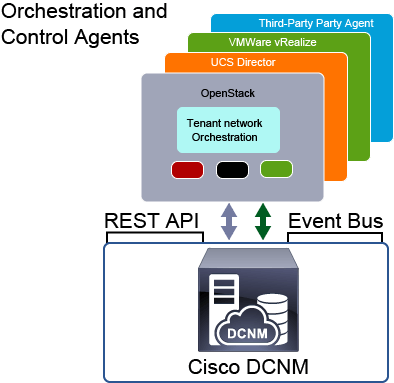 Orchestration and
Control Agents
Third-Party Party Agent
VMWare vRealize
UCS Director
OpenStack
Tenant network
Orchestration
REST API
Event Bus
DCNM
Cisco DCNM